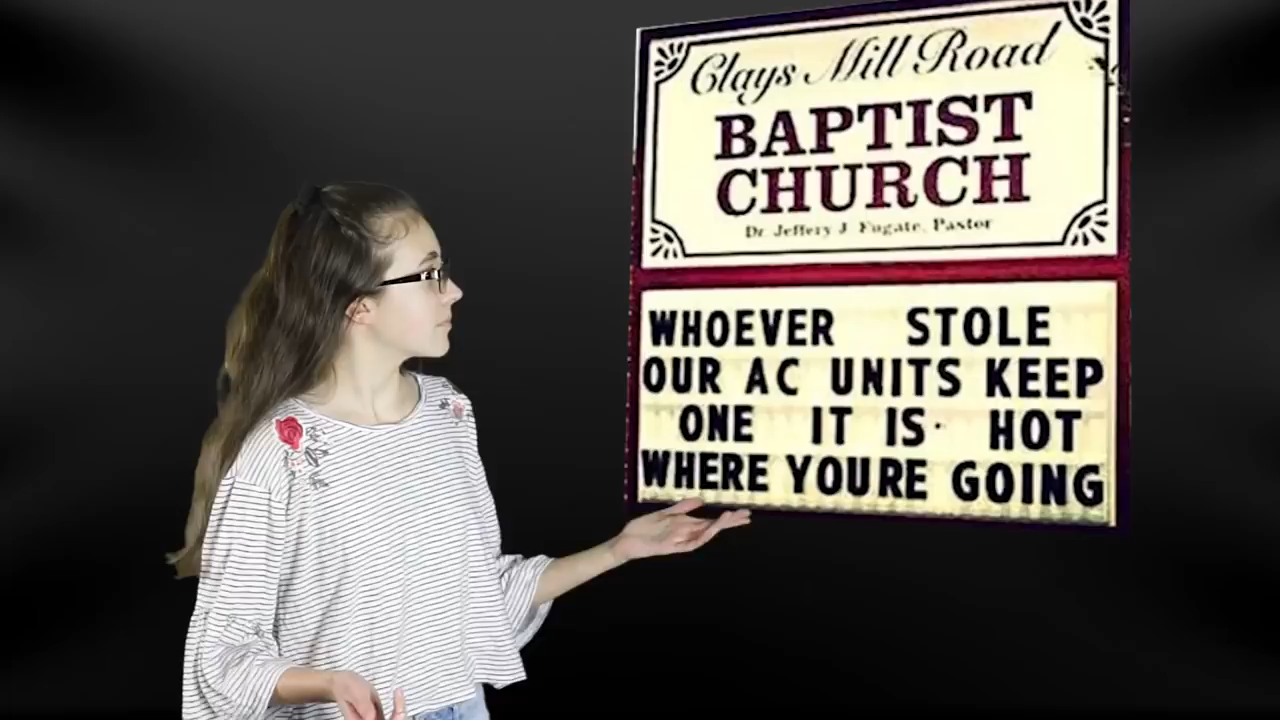 Clays Mill Road
BAPTIST
CHURCH
Dr. Jeffery J. Fugate, Pastor
WHOEVER STOLE
OUR AC UNITS KEEP
ONE IT IS HOT
WHERE YOURE GOING